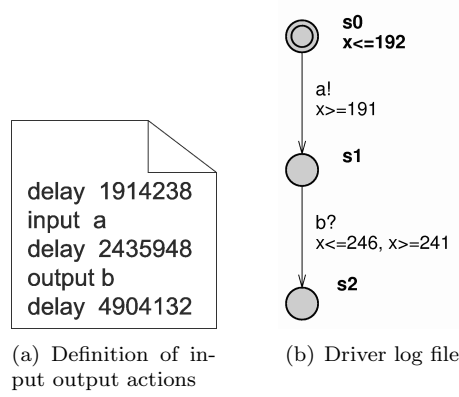 delay 1914238
input a
delay 2435948
output b
delay 4904132
(a) Definition of in-
put output actions
s0
x<=192
a!
x>=191
s1
b?
x<=246, x>=241
s2
(b) Driver log file